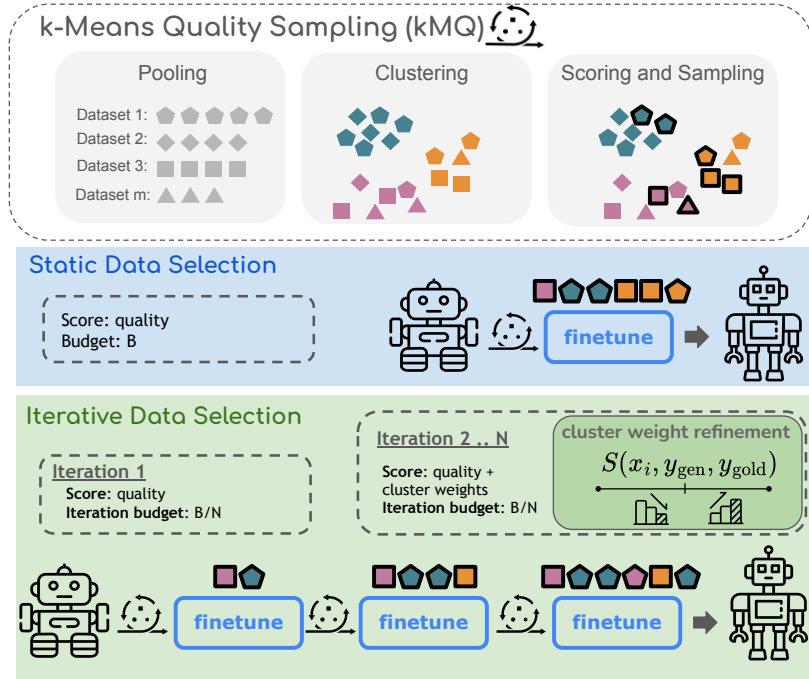 k-Means Quality Sampling (kMQ)
Pooling
Dataset 1:
Dataset 2:
Dataset 3:
Dataset m:
Clustering
Scoring and Sampling
Static Data Selection
Score: quality
Budget: B
finetune
Iterative Data Selection
Iteration 1
Score: quality
Iteration budget: B/N
Iteration 2 .. N
Score: quality +
cluster weights
Iteration budget: B/N
cluster weight refinement
S(x_i, y_gen, y_gold)
finetune
finetune
finetune